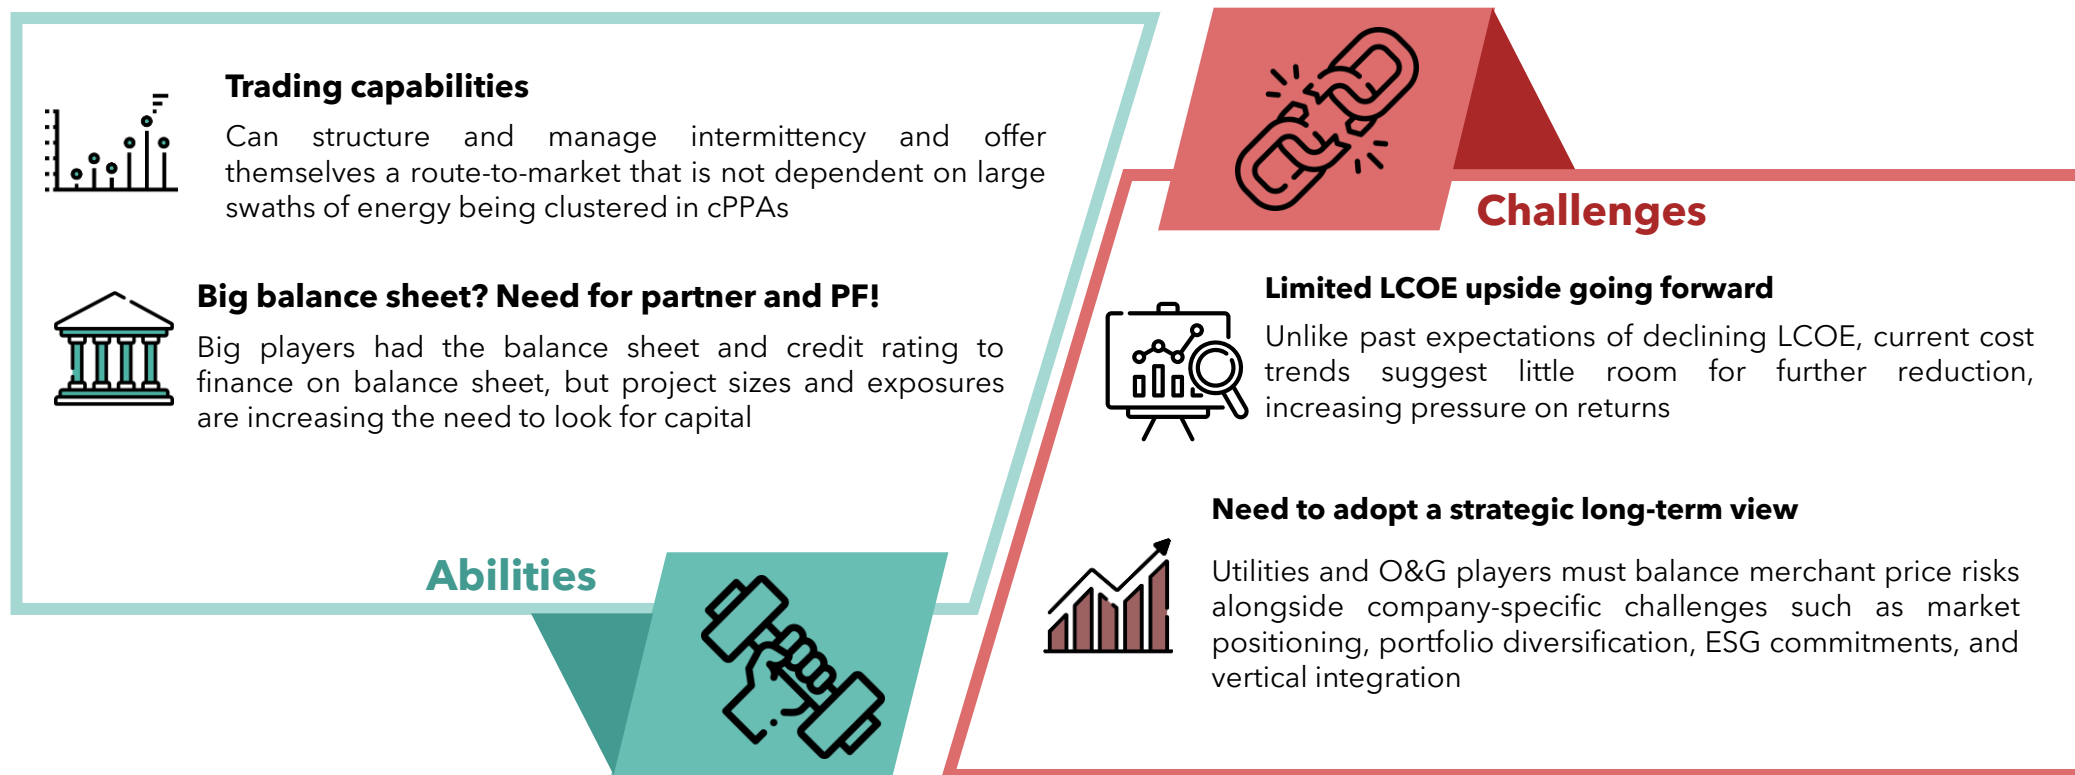 Trading capabilities
Can structure and manage intermittency and offer
themselves a route-to-market that is not dependent on large
swaths of energy being clustered in cPPAs
Big balance sheet? Need for partner and PF!
Big players had the balance sheet and credit rating to
finance on balance sheet, but project sizes and exposures
are increasing the need to look for capital
Abilities
Challenges
Limited LCOE upside going forward
Unlike past expectations of declining LCOE, current cost
trends suggest little room for further reduction,
increasing pressure on returns
Need to adopt a strategic long-term view
Utilities and O&G players must balance merchant price risks
alongside company-specific challenges such as market
positioning, portfolio diversification, ESG commitments, and
vertical integration